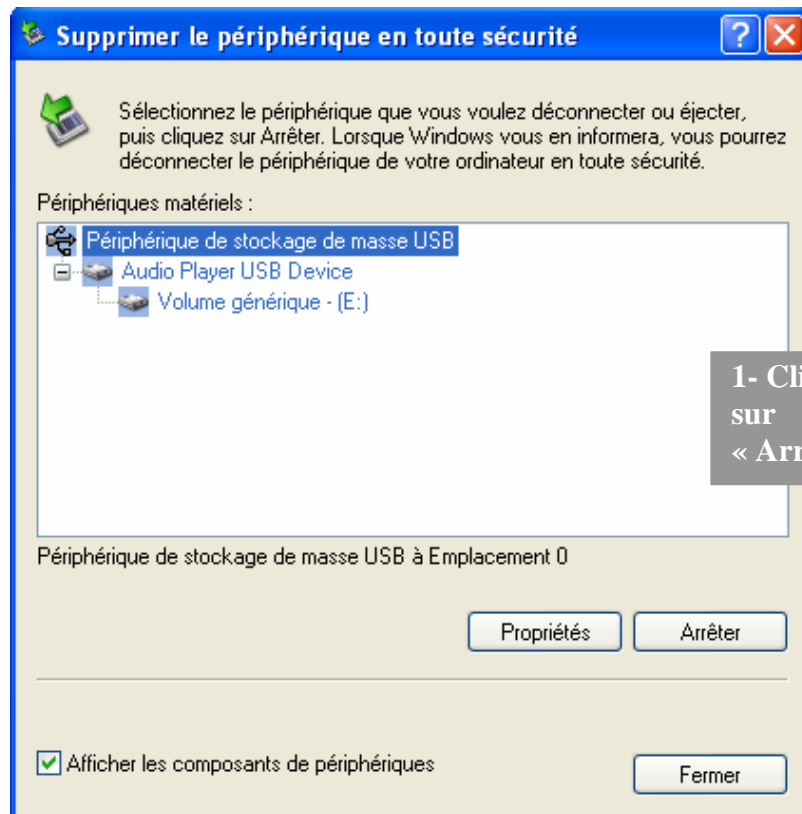 Supprimer le périphérique en toute sécurité
Sélectionnez le périphérique que vous voulez déconnecter ou éjecter,
puis cliquez sur Arrêter. Lorsque Windows vous en informera, vous pourrez
déconnecter le périphérique de votre ordinateur en toute sécurité.
Périphériques matériels :
Périphérique de stockage de masse USB
Audio Player USB Device
Volume générique - (E:)
1-
sur
«
Périphérique de stockage de masse USB à Emplacement 0
Propriétés
Arrêter
Afficher les composants de périphériques
Fermer